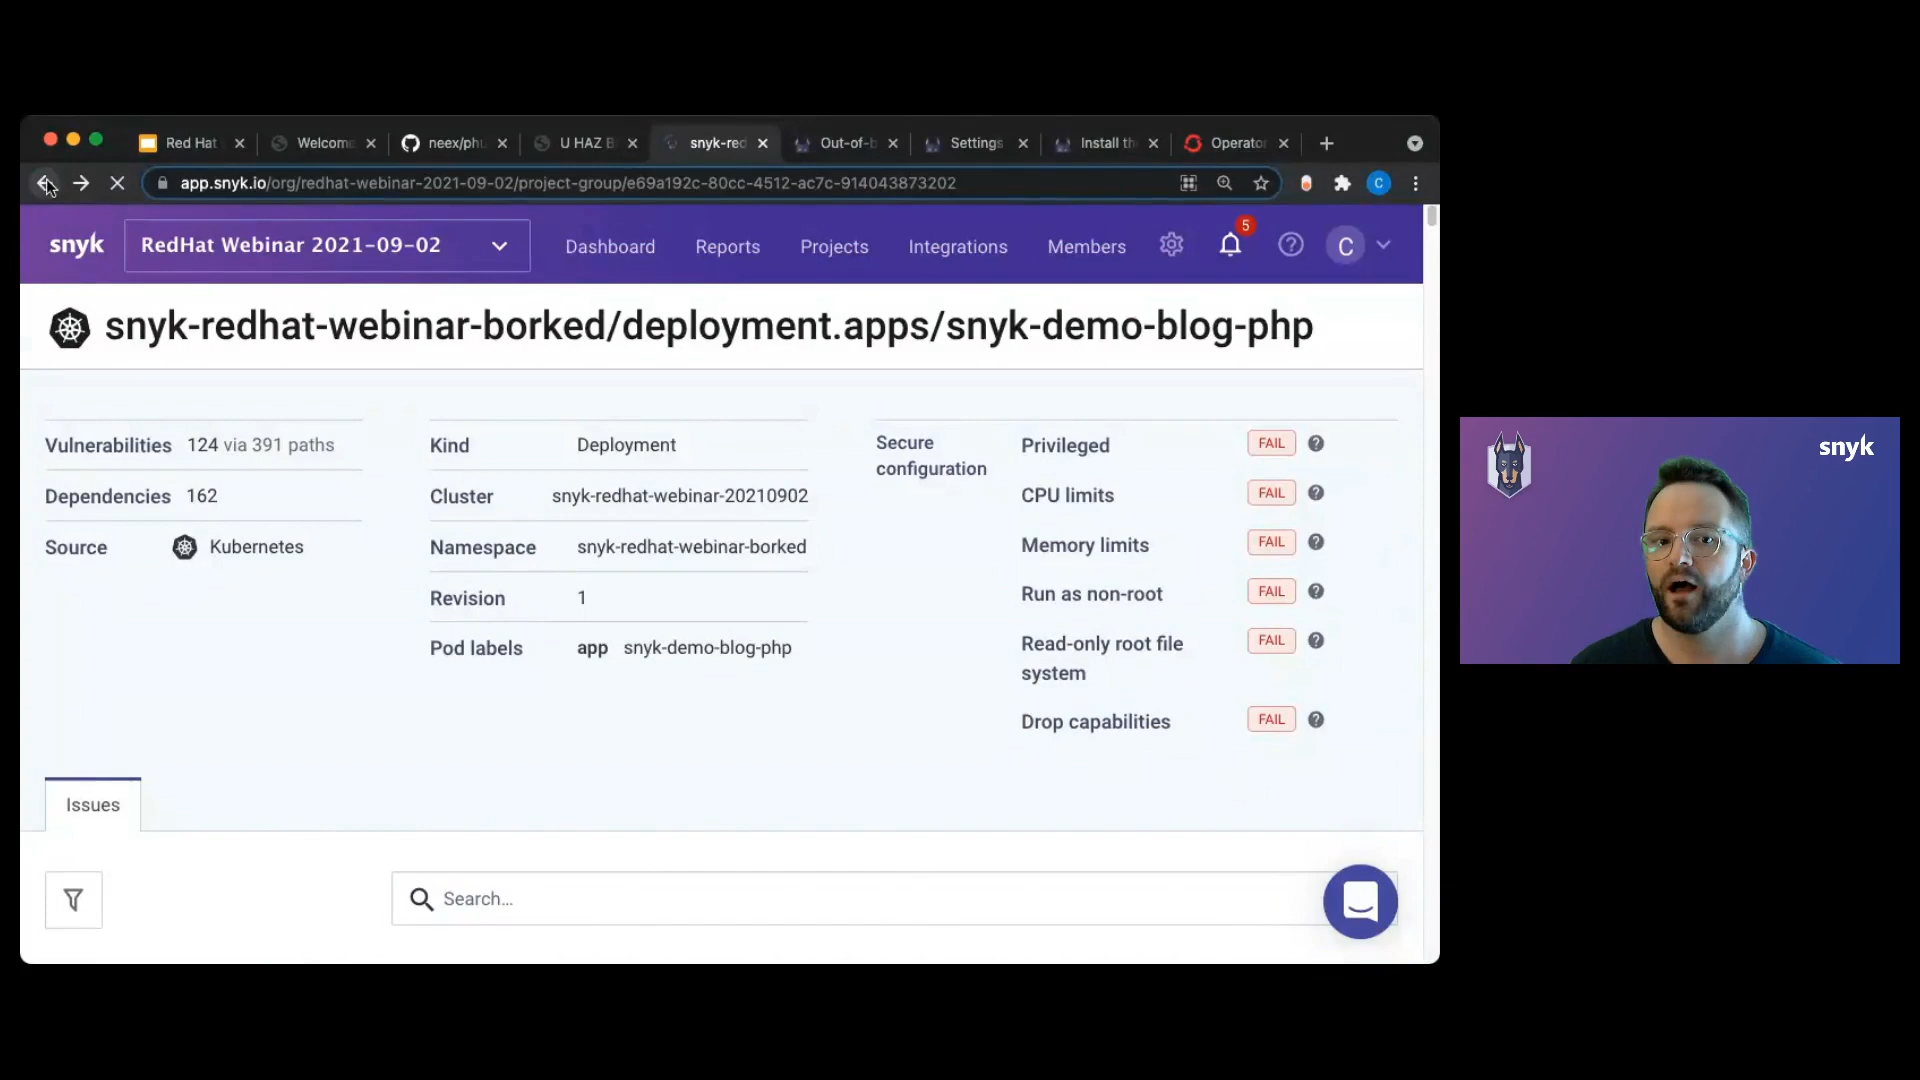 Red Hat
Welcome
neex/phu
U HAZ B
snyk-red
Out-of-b
Settings
Install th
Operator
app.snyk.io/org/redhat-webinar-2021-09-02/project-group/e69a192c-80cc-4512-ac7c-914043873202
C
snyk
RedHat Webinar 2021-09-02
Dashboard
Reports
Projects
Integrations
Members
5
C
snyk-redhat-webinar-borked/deployment.apps/snyk-demo-blog-php
Vulnerabilities 124 via 391 paths
Dependencies 162
Source Kubernetes
Kind Deployment
Cluster snyk-redhat-webinar-20210902
Namespace snyk-redhat-webinar-borked
Revision 1
Pod labels app snyk-demo-blog-php
Secure
configuration
Privileged FAIL
CPU limits FAIL
Memory limits FAIL
Run as non-root FAIL
Read-only root file
system
FAIL
Drop capabilities FAIL
Issues
Search...
snyk